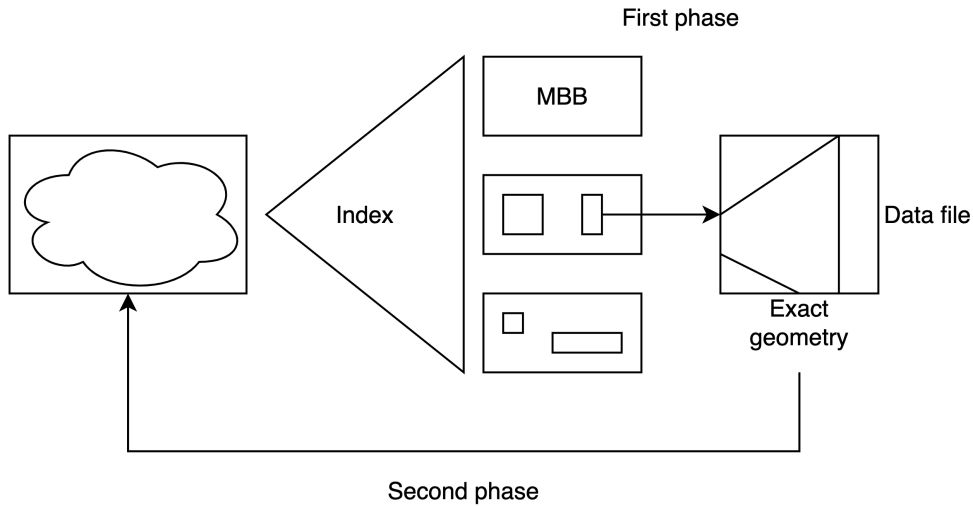 First phase
MBB
Index
Data file
Exact
geometry
Second phase